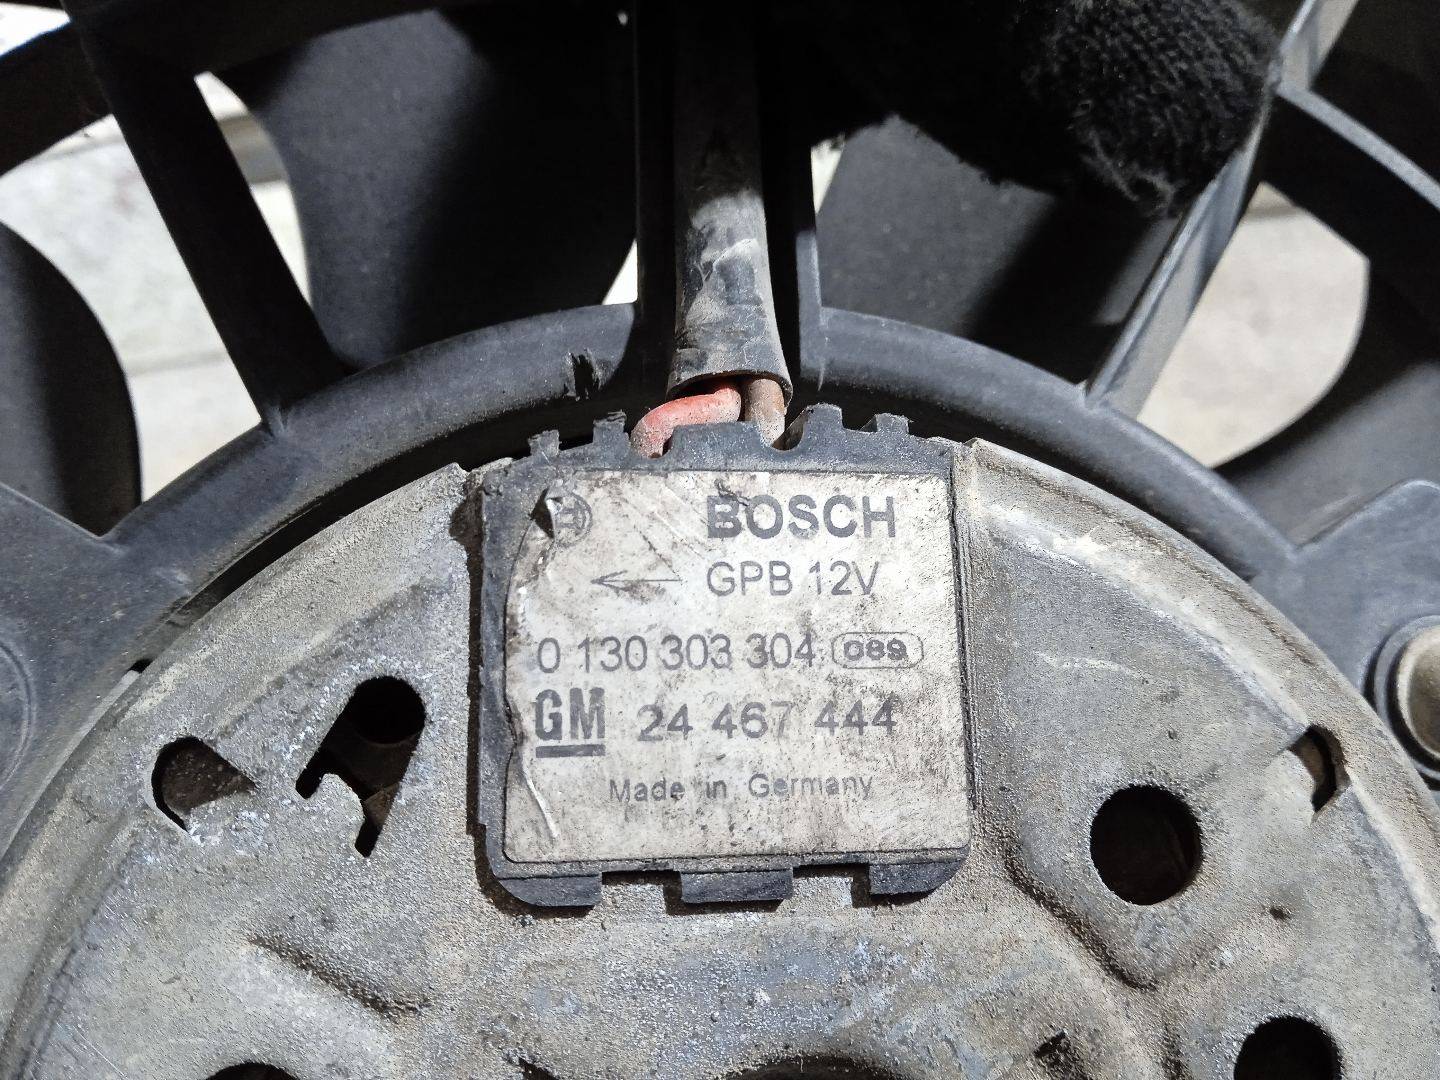 BOSCH
GPB 12V
0 130 303 304 089
GM 24 467 444
Made in Germany